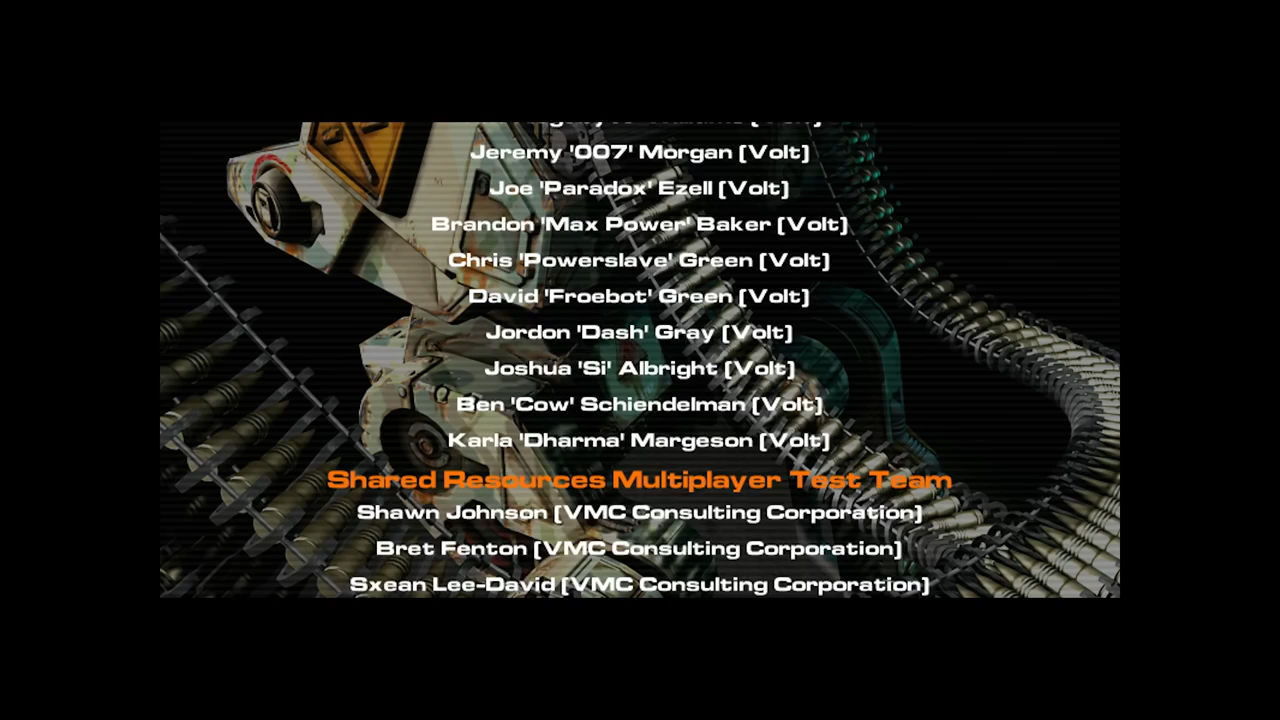 Jeremy '007' Morgan [Volt]
Joe 'Paradox' Ezell [Volt]
Brandon 'Max Power' Baker [Volt]
Chris 'Powerslave' Green [Volt]
David 'Froebot' Green [Volt]
Jordon 'Dash' Gray [Volt]
Joshua 'Si' Albright [Volt]
Ben 'Cow' Schiendelman [Volt]
Karla 'Dharma' Margeson [Volt]
Shared Resources Multiplayer Test Team
Shawn Johnson [VMC Consulting Corporation]
Bret Fenton [VMC Consulting Corporation]
Sxean Lee-David [VMC Consulting Corporation]